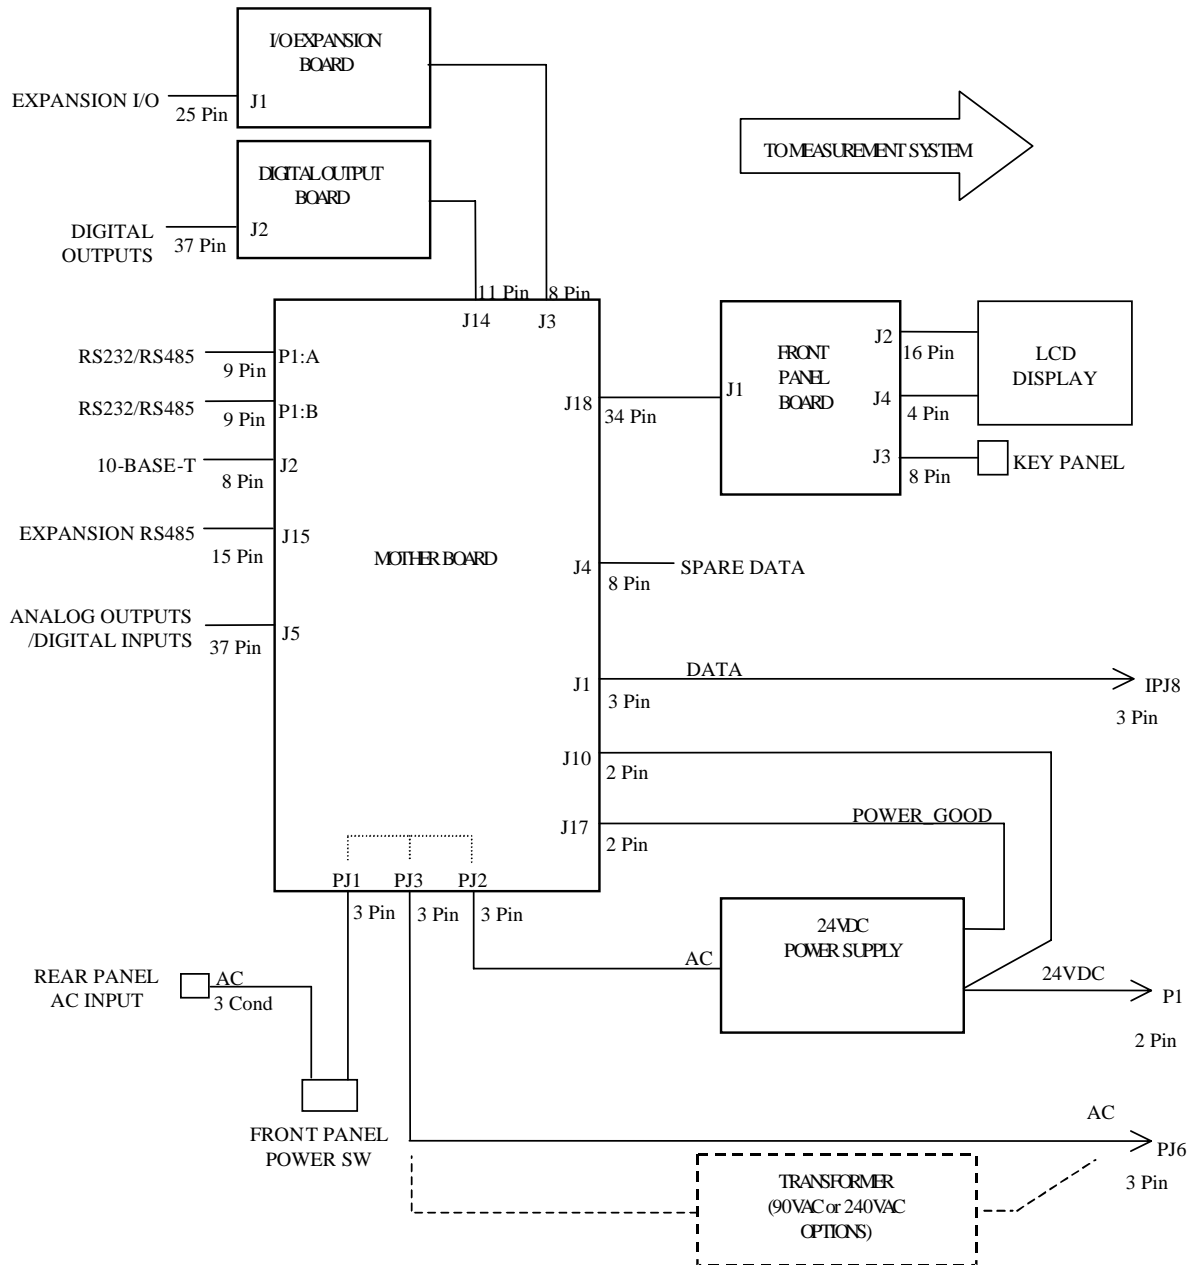 I/O EXPANSION
BOARD
EXPANSION I/O
J1
25 Pin
TO MEASUREMENT SYSTEM
DIGITAL OUTPUT
BOARD
DIGITAL
OUTPUTS
J2
37 Pin
11 Pin
8 Pin
J14
J3
RS232/RS485
P1:A
9 Pin
RS232/RS485
P1:B
9 Pin
10-BASE-T
J2
8 Pin
EXPANSION RS485
J15
15 Pin
ANALOG OUTPUTS
/DIGITAL INPUTS
J5
37 Pin
MOTHER BOARD
J18
34 Pin
J1
FRONT
PANEL
BOARD
J2
16 Pin
J4
4 Pin
J3
8 Pin
LCD
DISPLAY
KEY PANEL
J4
8 Pin
SPARE DATA
J1
3 Pin
DATA
IPJ8
3 Pin
J10
2 Pin
J17
2 Pin
POWER_GOOD
PJ1
PJ3
PJ2
3 Pin
3 Pin
3 Pin
24VDC
POWER SUPPLY
AC
24VDC
P1
2 Pin
REAR PANEL
AC INPUT
AC
3 Cond
FRONT PANEL
POWER SW
AC
PJ6
3 Pin
TRANSFORMER
(90VAC or 240VAC
OPTIONS)